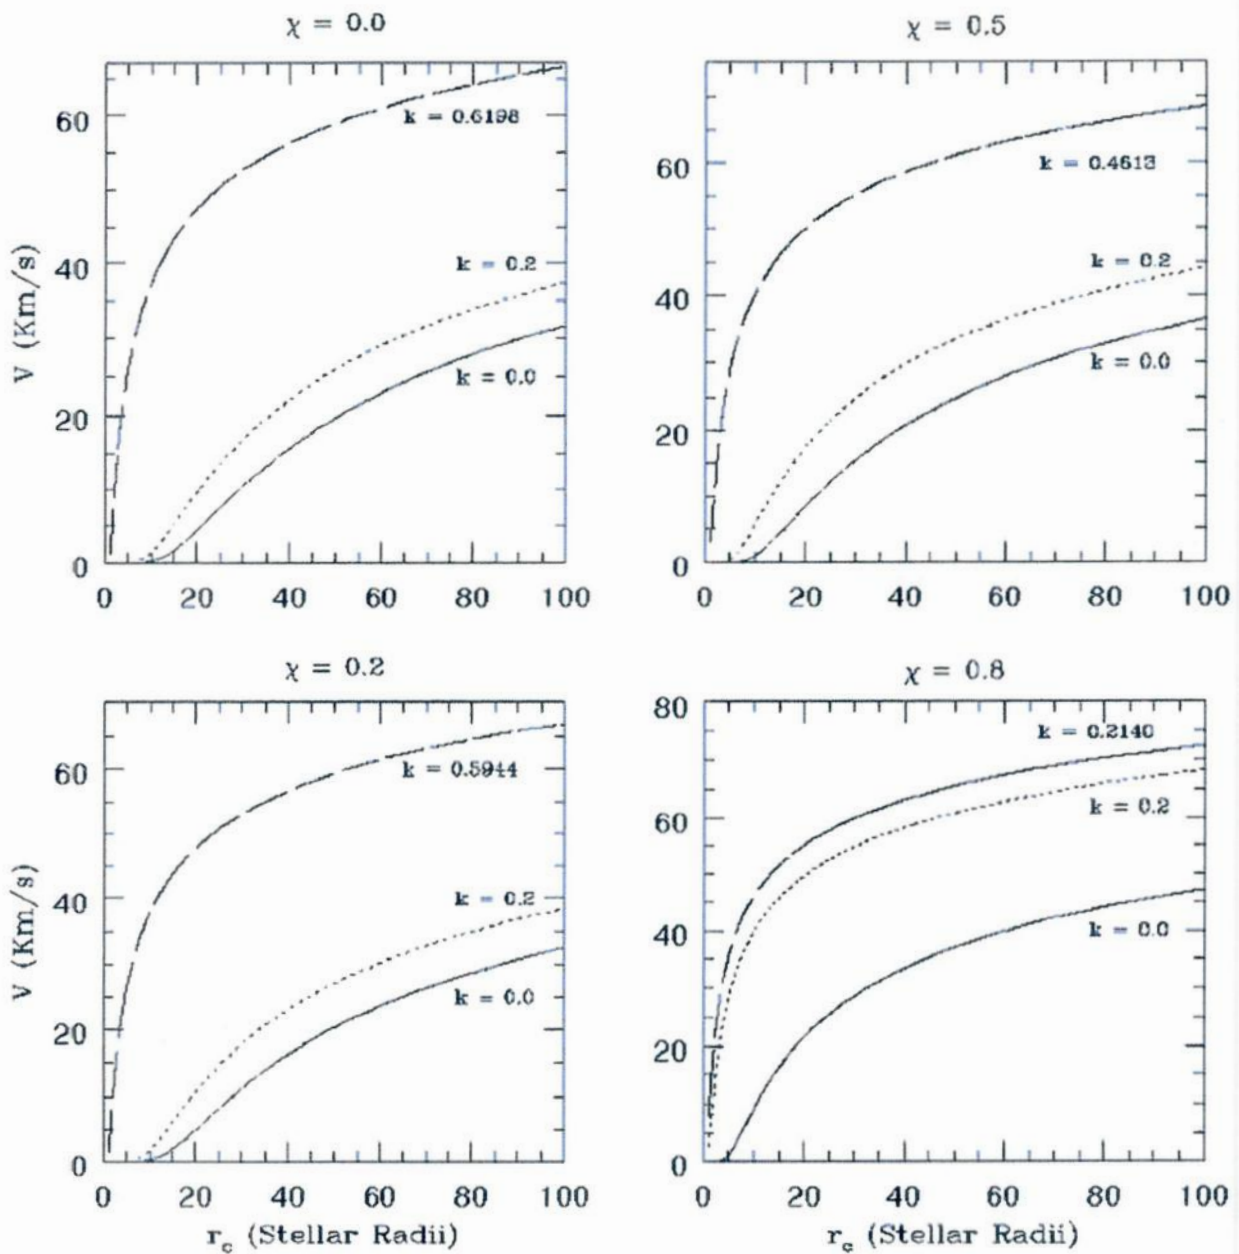 χ = 0.0
60
40
20
0
0 20 40 60 80 100
V (Km/s)
k = 0.6198
k = 0.2
k = 0.0
χ = 0.5
60
40
20
0
0 20 40 60 80 100
k = 0.4613
k = 0.2
k = 0.0
χ = 0.2
60
40
20
0
0 20 40 60 80 100
V (Km/s)
r_c (Stellar Radii)
k = 0.5944
k = 0.2
k = 0.0
χ = 0.8
80
60
40
20
0
0 20 40 60 80 100
r_c (Stellar Radii)
k = 0.2140
k = 0.2
k = 0.0